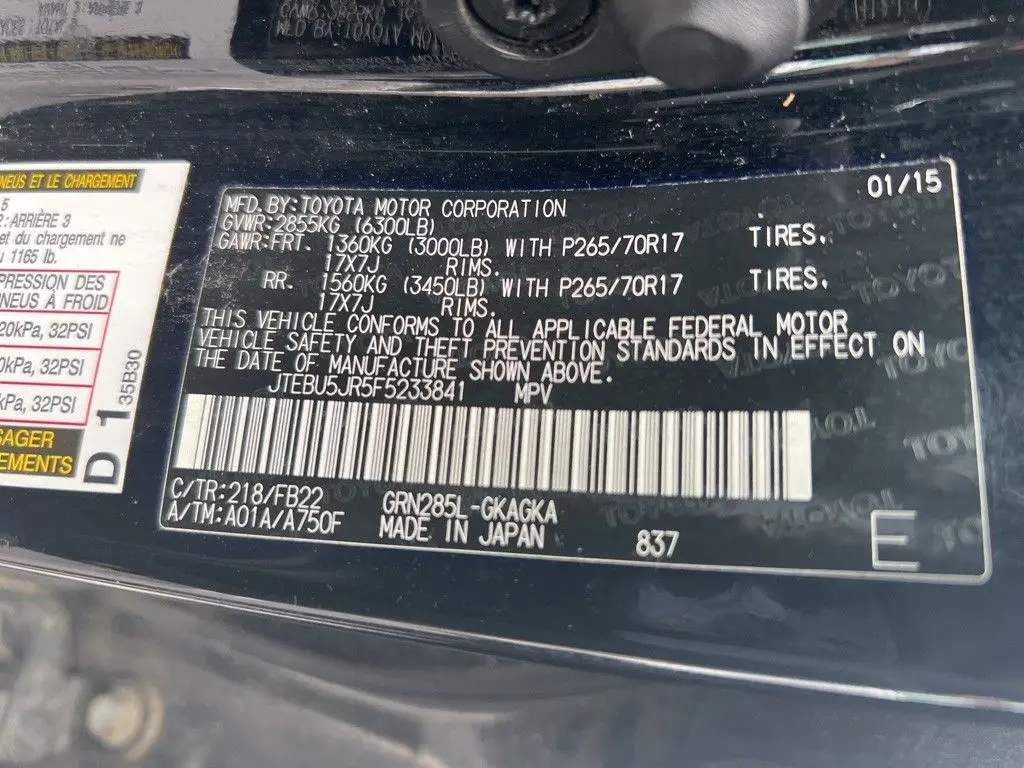 NEUS ET LE CHARGEMENT
5
2 : ARRIÈRE 3
et du chargement ne
1165 lb.
PRESSION DES
NEUS À FROID
20kPa, 32PSI
0kPa, 32PSI
kPa, 32PSI
SAGER
EMENTS
D 1 35B30
01/15
MFD. BY: TOYOTA MOTOR CORPORATION
GVWR: 2855KG (6300LB)
GAWR: FRT. 1360KG (3000LB) WITH P265/70R17 TIRES,
17X7J RIMS.
RR. 1560KG (3450LB) WITH P265/70R17 TIRES,
17X7J RIMS.
THIS VEHICLE CONFORMS TO ALL APPLICABLE FEDERAL MOTOR
VEHICLE SAFETY AND THEFT PREVENTION STANDARDS IN EFFECT ON
THE DATE OF MANUFACTURE SHOWN ABOVE.
JTEBU5JR5F5233841 MPV
C/TR: 218/FB22 GRN285L-GKAGKA
A/TM: A01A/A750F MADE IN JAPAN 837 E